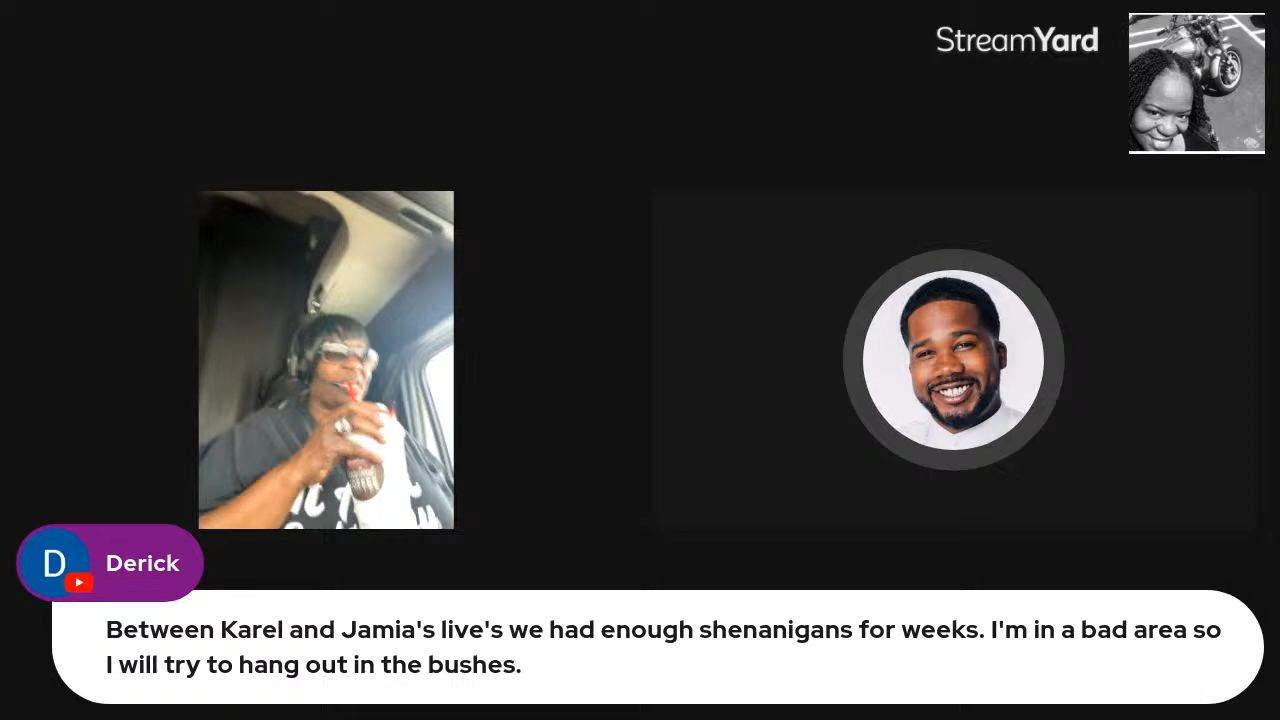 StreamYard
Derick
D
Between Karel and Jamia's live's we had enough shenanigans for weeks. I'm in a bad area so
I will try to hang out in the bushes.